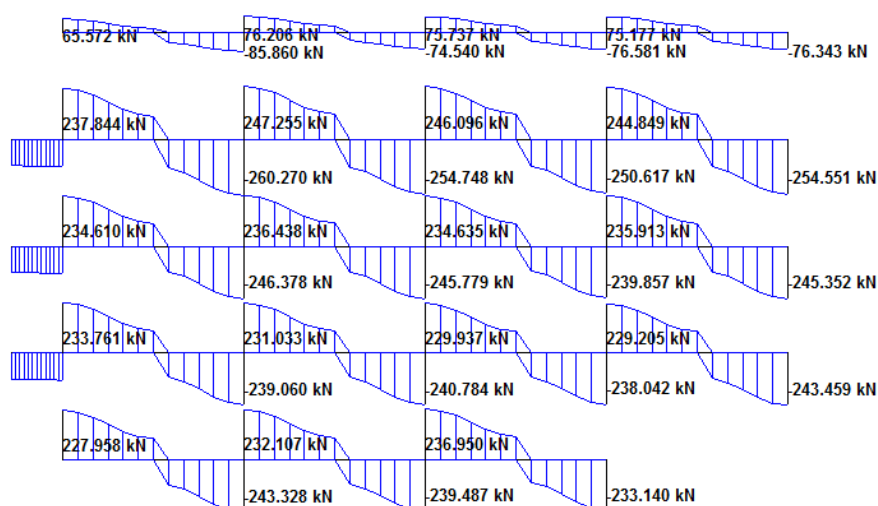 65.572 kN 76.206 kN 75.737 kN 75.177 kN
-85.860 kN -74.540 kN -76.581 kN -76.343 kN
237.844 kN 247.255 kN 246.096 kN 244.849 kN
-260.270 kN -254.748 kN -250.617 kN -254.551 kN
234.610 kN 236.438 kN 234.635 kN 235.913 kN
-246.378 kN -245.779 kN -239.857 kN -245.352 kN
233.761 kN 231.033 kN 229.937 kN 229.205 kN
-239.060 kN -240.784 kN -238.042 kN -243.459 kN
227.958 kN 232.107 kN 236.950 kN
-243.328 kN -239.487 kN -233.140 kN